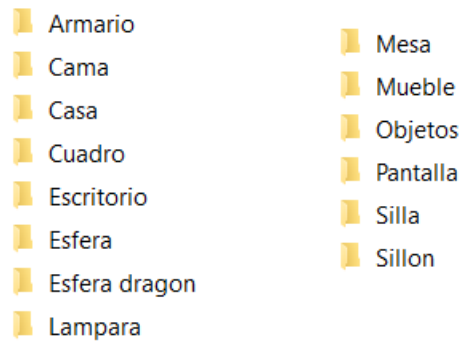 Armario
Cama
Casa
Cuadro
Escritorio
Esfera
Esfera dragon
Lampara
Mesa
Mueble
Objetos
Pantalla
Silla
Sillon